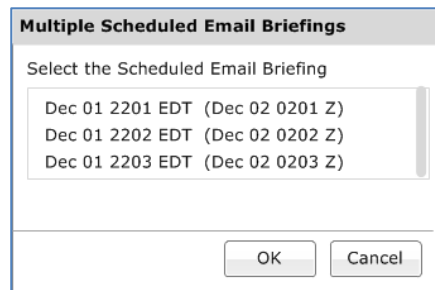 Multiple Scheduled Email Briefings
Select the Scheduled Email Briefing
Dec 01 2201 EDT (Dec 02 0201 Z)
Dec 01 2202 EDT (Dec 02 0202 Z)
Dec 01 2203 EDT (Dec 02 0203 Z)
OK Cancel